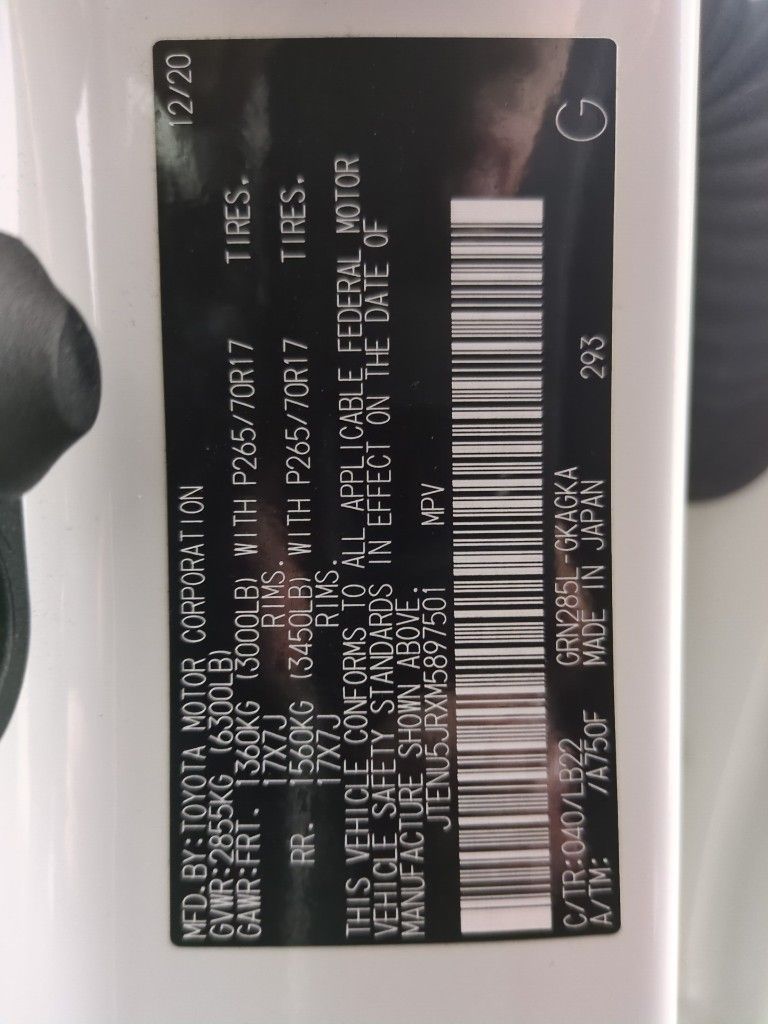 MFD.BY:TOYOTA MOTOR CORPORATION 12/20
GVWR:2855KG (6300LB)
GAWR:FRT. 1360KG (3000LB) WITH P265/70R17 TIRES,
17X7J RIMS.
RR. 1560KG (3450LB) WITH P265/70R17 TIRES,
17X7J RIMS.
THIS VEHICLE CONFORMS TO ALL APPLICABLE FEDERAL MOTOR
VEHICLE SAFETY STANDARDS IN EFFECT ON THE DATE OF
MANUFACTURE SHOWN ABOVE.
JTENU5JRXM5897501 MPV
C/TR:040/LB22 GRN285L-GKAGKA
A/TM: /A750F MADE IN JAPAN 293 G